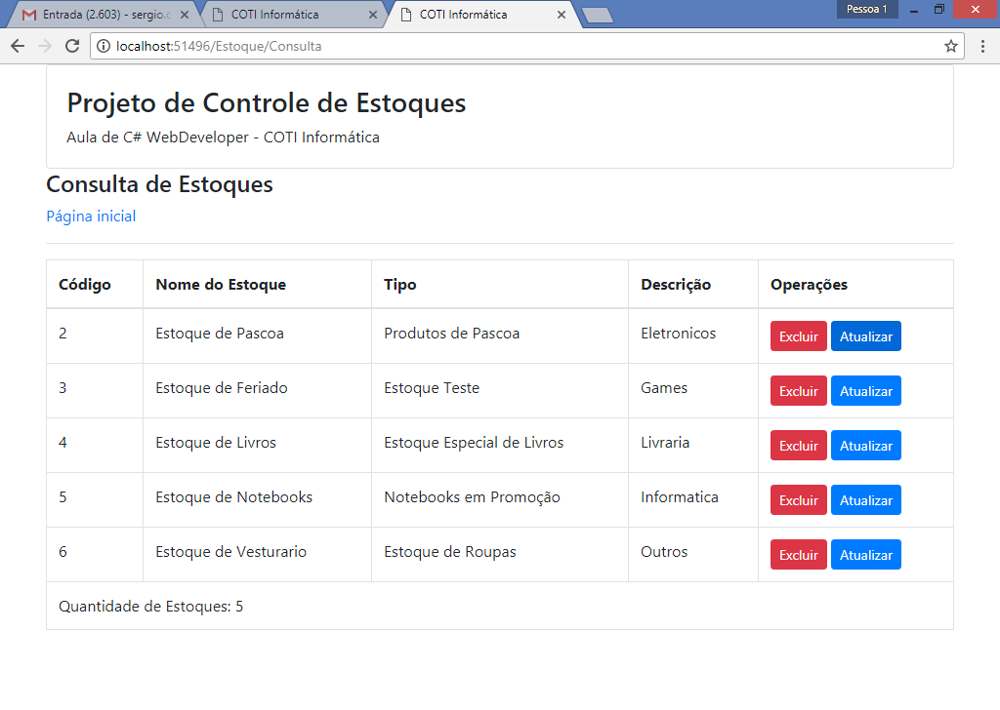 Entrada (2.603) - sergio.c
COTI Informática
COTI Informática
Pessoa 1
localhost:51496/Estoque/Consulta
Projeto de Controle de Estoques
Aula de C# WebDeveloper - COTI Informática
Consulta de Estoques
Página inicial
Código Nome do Estoque Tipo Descrição Operações
2 Estoque de Pascoa Produtos de Pascoa Eletronicos Excluir Atualizar
3 Estoque de Feriado Estoque Teste Games Excluir Atualizar
4 Estoque de Livros Estoque Especial de Livros Livraria Excluir Atualizar
5 Estoque de Notebooks Notebooks em Promoção Informatica Excluir Atualizar
6 Estoque de Vesturario Estoque de Roupas Outros Excluir Atualizar
Quantidade de Estoques: 5